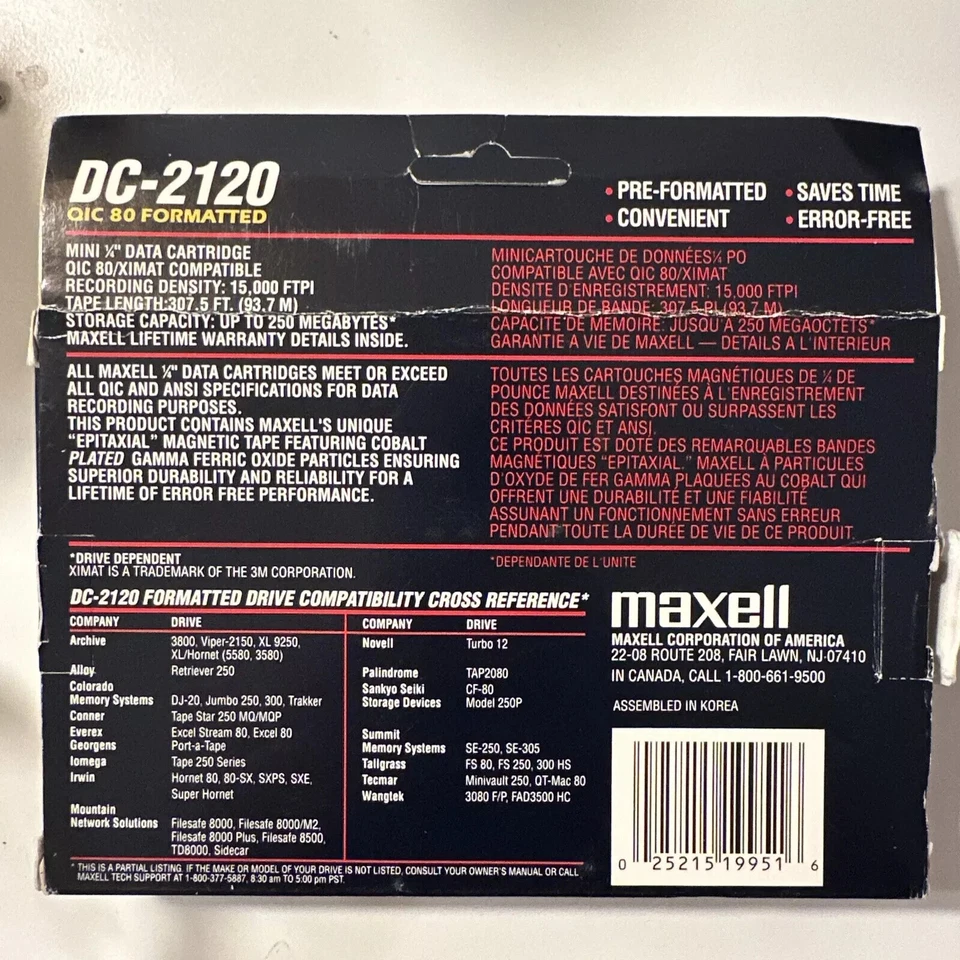 DC-2120
QIC 80 FORMATTED
• PRE-FORMATTED • SAVES TIME
• CONVENIENT • ERROR-FREE
MINI ¼" DATA CARTRIDGE
QIC 80/XIMAT COMPATIBLE
RECORDING DENSITY: 15,000 FTPI
TAPE LENGTH:307.5 FT. (93.7 M)
STORAGE CAPACITY: UP TO 250 MEGABYTES*
MAXELL LIFETIME WARRANTY DETAILS INSIDE.
MINICARTOUCHE DE DONNÉES¼ PO
COMPATIBLE AVEC QIC 80/XIMAT
DENSITE D'ENREGISTREMENT: 15,000 FTPI
LONGUEUR DE BANDE: 307.5 PI (93.7 M)
CAPACITE DE MEMOIRE: JUSQU'A 250 MEGAOCTETS*
GARANTIE A VIE DE MAXELL — DETAILS A L'INTERIEUR
ALL MAXELL ¼" DATA CARTRIDGES MEET OR EXCEED
ALL QIC AND ANSI SPECIFICATIONS FOR DATA
RECORDING PURPOSES.
THIS PRODUCT CONTAINS MAXELL'S UNIQUE
"EPITAXIAL" MAGNETIC TAPE FEATURING COBALT
PLATED GAMMA FERRIC OXIDE PARTICLES ENSURING
SUPERIOR DURABILITY AND RELIABILITY FOR A
LIFETIME OF ERROR FREE PERFORMANCE.
TOUTES LES CARTOUCHES MAGNÉTIQUES DE ¼ DE
POUNCE MAXELL DESTINÉES À L'ENREGISTREMENT
DES DONNÉES SATISFONT OU SURPASSENT LES
CRITÈRES QIC ET ANSI.
CE PRODUIT EST DOTÉ DES REMARQUABLES BANDES
MAGNÉTIQUES "EPITAXIAL." MAXELL À PARTICULES
D'OXYDE DE FER GAMMA PLAQUEES AU COBALT QUI
OFFRENT UNE DURABILITÉ ET UNE FIABILITÉ
ASSUNANT UN FONCTIONNEMENT SANS ERREUR
PENDANT TOUTE LA DURÉE DE VIE DE CE PRODUIT.
*DRIVE DEPENDENT
XIMAT IS A TRADEMARK OF THE 3M CORPORATION.
*DEPENDANTE DE L'UNITE
DC-2120 FORMATTED DRIVE COMPATIBILITY CROSS REFERENCE*
COMPANY DRIVE
Archive 3800, Viper-2150, XL 9250,
XL/Hornet (5580, 3580)
Alloy Retriever 250
Colorado
Memory Systems DJ-20, Jumbo 250, 300, Trakker
Conner Tape Star 250 MQ/MQP
Everex Excel Stream 80, Excel 80
Georgens Port-a-Tape
Iomega Tape 250 Series
Irwin Hornet 80, 80-SX, SXPS, SXE,
Super Hornet
Mountain
Network Solutions Filesafe 8000, Filesafe 8000/M2,
Filesafe 8000 Plus, Filesafe 8500,
TD8000, Sidecar
COMPANY DRIVE
Novell Turbo 12
Palindrome TAP2080
Sankyo Seiki CF-80
Storage Devices Model 250P
Summit
Memory Systems SE-250, SE-305
Tallgrass FS 80, FS 250, 300 HS
Tecmar Minivault 250, QT-Mac 80
Wangtek 3080 F/P, FAD3500 HC
* THIS IS A PARTIAL LISTING. IF THE MAKE OR MODEL OF YOUR DRIVE IS NOT LISTED, CONSULT YOUR OWNER'S MANUAL OR CALL
MAXELL TECH SUPPORT AT 1-800-377-5887, 8:30 am TO 5:00 pm PST.
maxell
MAXELL CORPORATION OF AMERICA
22-08 ROUTE 208, FAIR LAWN, NJ 07410
IN CANADA, CALL 1-800-661-9500
ASSEMBLED IN KOREA
0 25215 19951 6